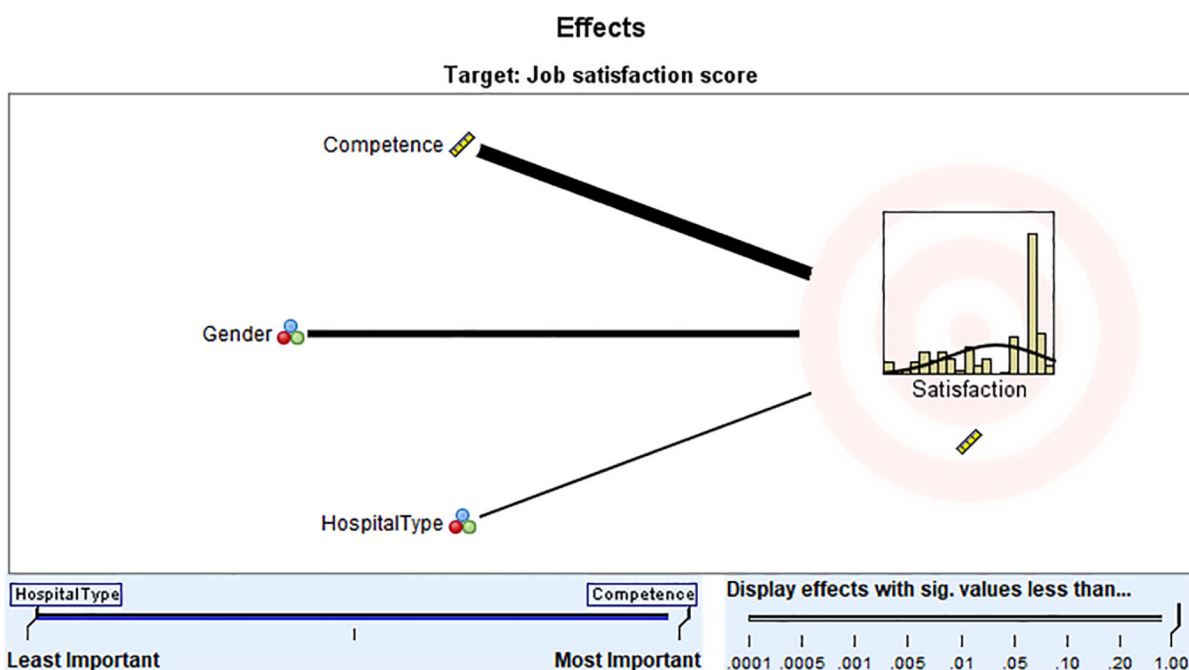 Effects
Target: Job satisfaction score
Competence
Gender
Satisfaction
HospitalType
HospitalType Competence
Least Important Most Important
Display effects with sig. values less than...
.0001 .0005 .001 .005 .01 .05 .10 .20 1.00